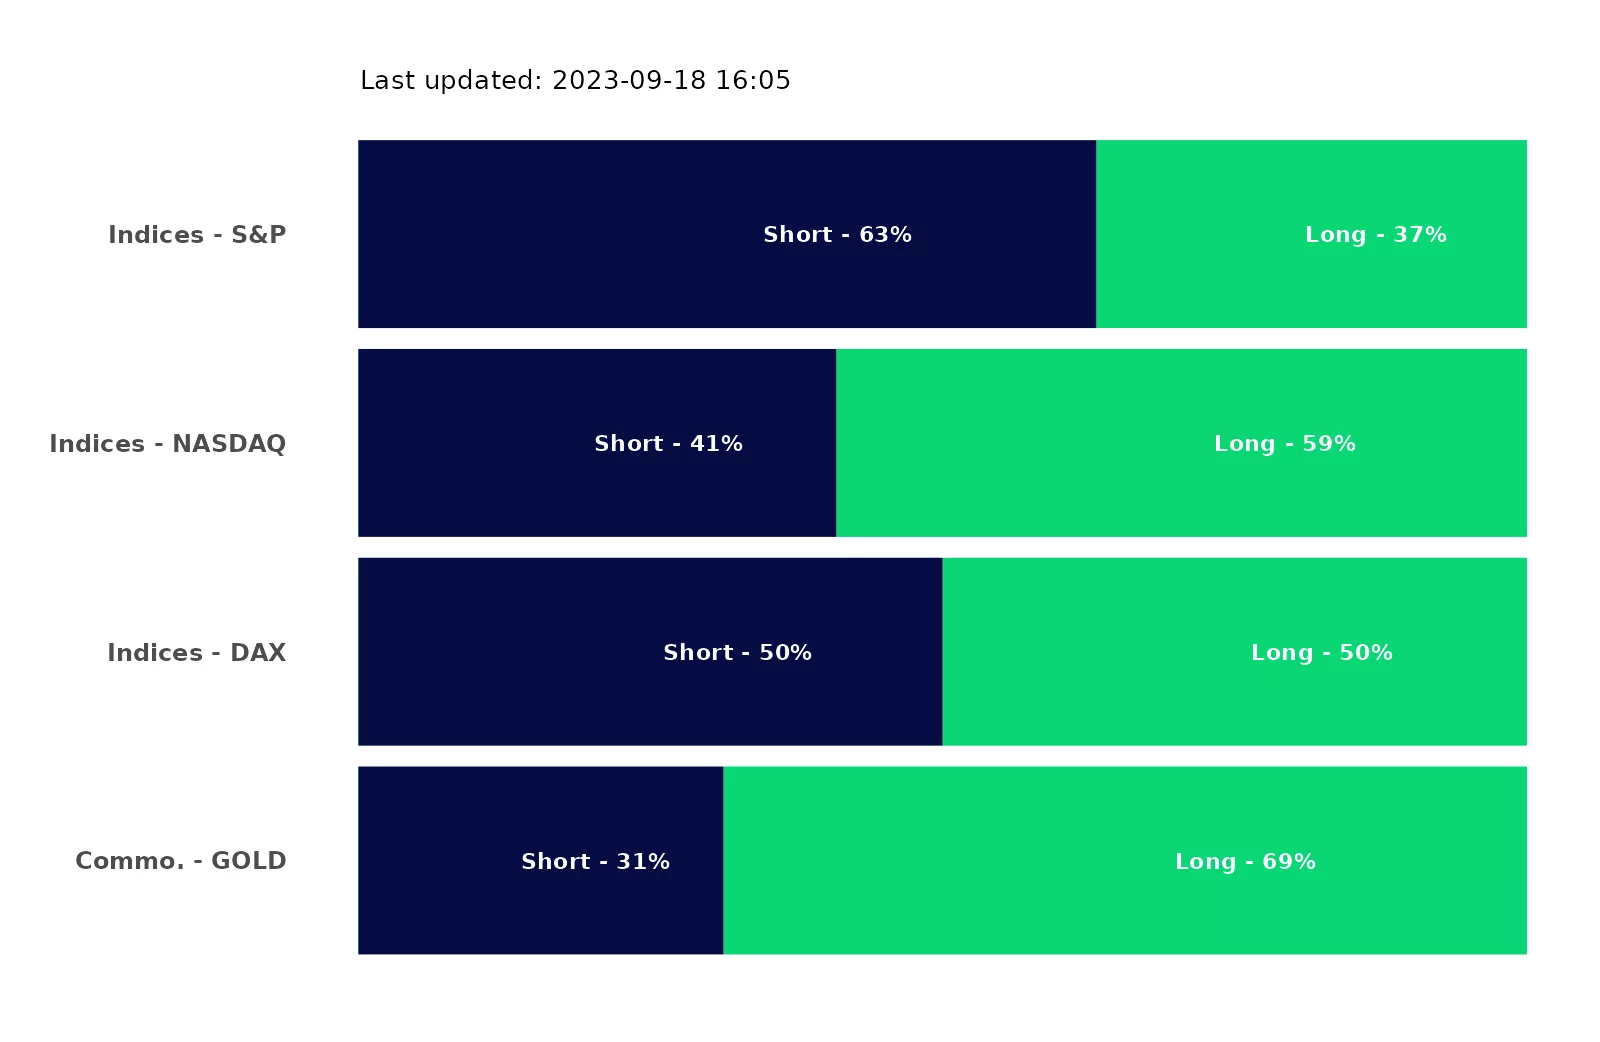 Last updated: 2023-09-18 16:05
Indices - S&P
Short - 63%
Long - 37%
Indices - NASDAQ
Short - 41%
Long - 59%
Indices - DAX
Short - 50%
Long - 50%
Commo. - GOLD
Short - 31%
Long - 69%